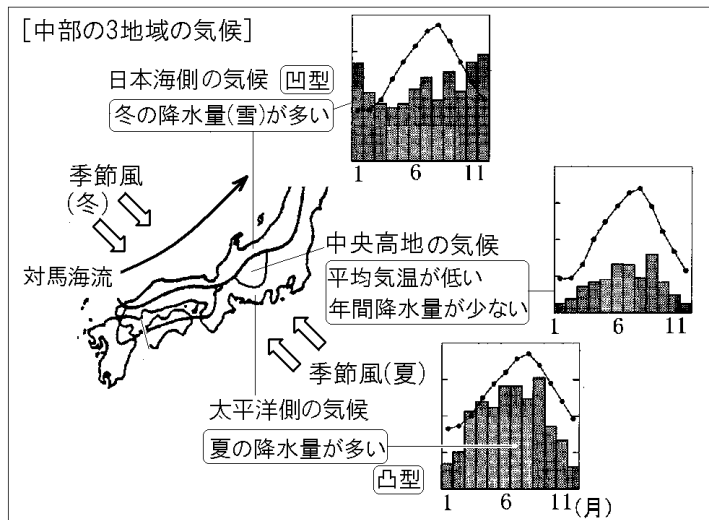 [中部の3地域の気候]
日本海側の気候 凹型
冬の降水量(雪)が多い
1 6 11
季節風
(冬)
対馬海流
中央高地の気候
平均気温が低い
年間降水量が少ない
1 6 11
季節風(夏)
太平洋側の気候
夏の降水量が多い
凸型
1 6 11(月)